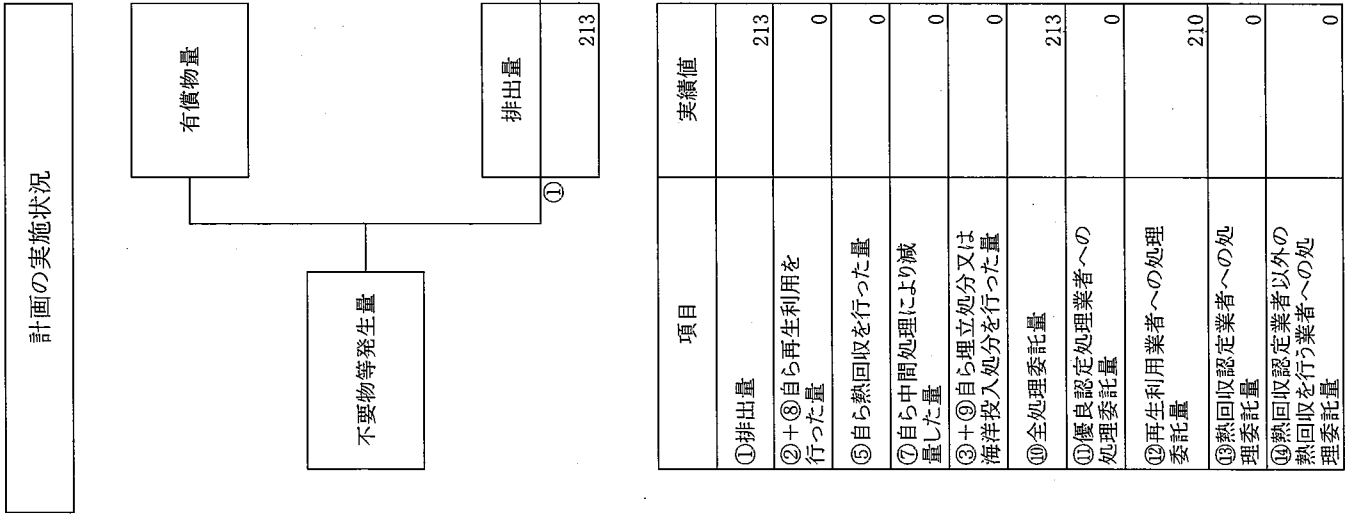 計画の実施状況
有償物量
不要物等発生量
排出量
①
213
項目
実績値
①排出量
213
②+⑧自ら再生利用を
行った量
0
⑤自ら熱回収を行った量
0
⑦自ら中間処理により減
量した量
0
③+⑨自ら埋立処分又は
海洋投入処分を行った量
0
⑩全処理委託量
213
⑪優良認定処理業者への
処理委託量
0
⑫再生利用業者への処理
委託量
210
⑬熱回収認定業者への処
理委託量
0
⑭熱回収認定業者以外の
熱回収を行う業者への処
理委託量
0